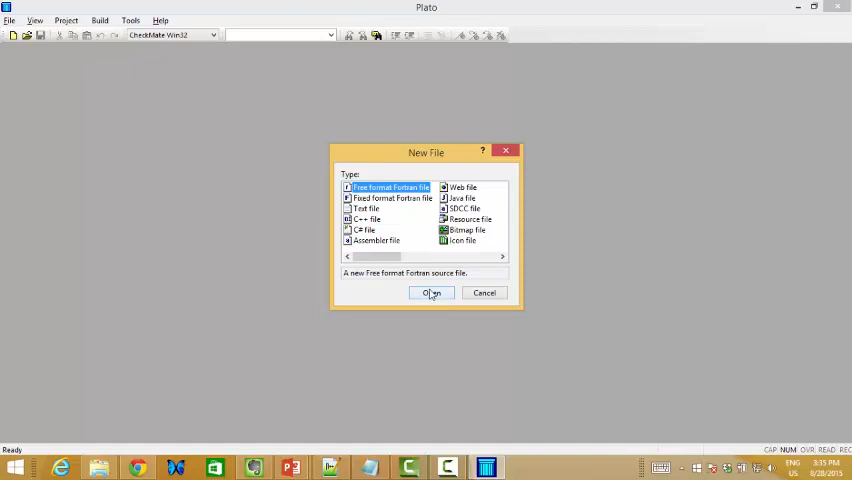 Plato
File View Project Build Tools Help
CheckMate Win32
New File
?
Type:
Free format Fortran file
Fixed format Fortran file
Text file
C++ file
C# file
Assembler file
Web file
Java file
SDCC file
Resource file
Bitmap file
Icon file
A new Free format Fortran source file.
Open Cancel
Ready CAP NUM OVR READ REC
ENG 3:35 PM
US 8/28/2015